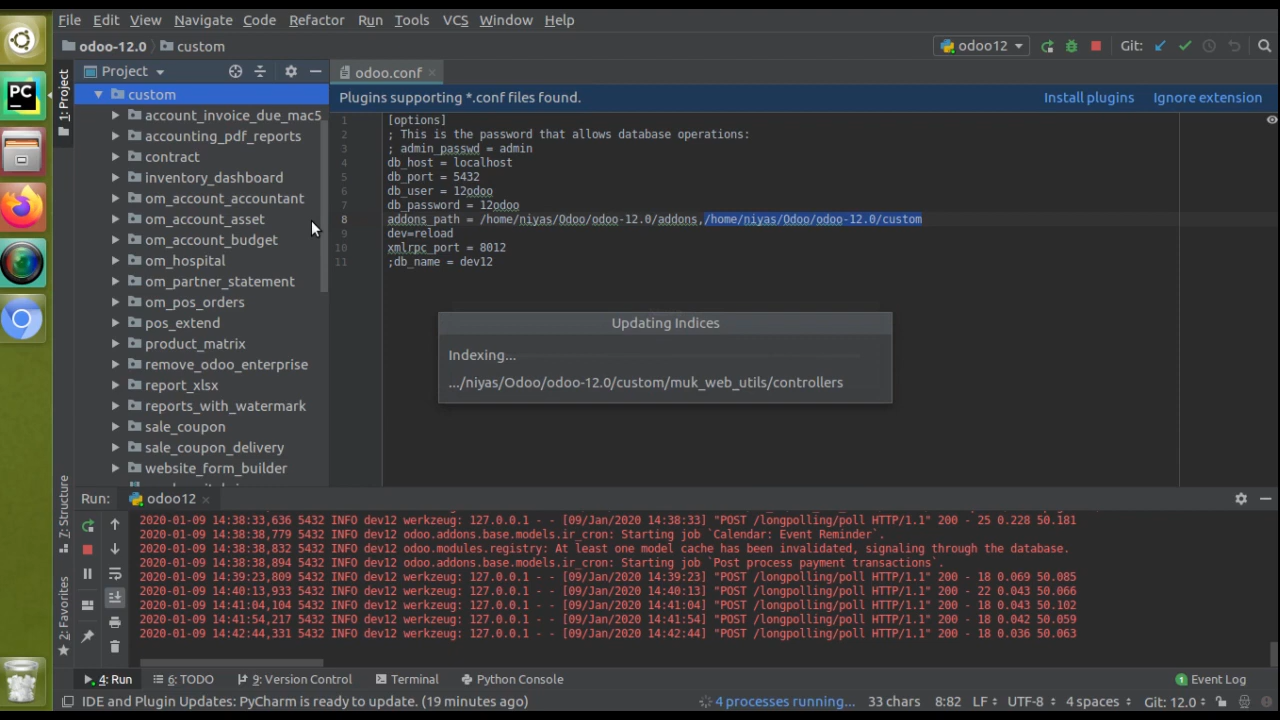 File Edit View Navigate Code Refactor Run Tools VCS Window Help
odoo-12.0 custom odoo12 Git:
Project odoo.conf
1: Project
custom
account_invoice_due_mac5
accounting_pdf_reports
contract
inventory_dashboard
om_account_accountant
om_account_asset
om_account_budget
om_hospital
om_partner_statement
om_pos_orders
pos_extend
product_matrix
remove_odoo_enterprise
report_xlsx
reports_with_watermark
sale_coupon
sale_coupon_delivery
website_form_builder
Plugins supporting *.conf files found. Install plugins Ignore extension
1 [options]
2 ; This is the password that allows database operations:
3 ; admin_passwd = admin
4 db_host = localhost
5 db_port = 5432
6 db_user = 12odoo
7 db_password = 12odoo
8 addons_path = /home/niyas/Odoo/odoo-12.0/addons,/home/niyas/Odoo/odoo-12.0/custom
9 dev=reload
10 xmlrpc_port = 8012
11 ;db_name = dev12
Updating Indices
Indexing...
.../niyas/Odoo/odoo-12.0/custom/muk_web_utils/controllers
7: Structure
2: Favorites
Run: odoo12
2020-01-09 14:38:33,636 5432 INFO dev12 werkzeug: 127.0.0.1 - - [09/Jan/2020 14:38:33] "POST /longpolling/poll HTTP/1.1" 200 - 25 0.228 50.181
2020-01-09 14:38:38,779 5432 INFO dev12 odoo.addons.base.models.ir_cron: Starting job `Calendar: Event Reminder`.
2020-01-09 14:38:38,832 5432 INFO dev12 odoo.modules.registry: At least one model cache has been invalidated, signaling through the database.
2020-01-09 14:38:38,894 5432 INFO dev12 odoo.addons.base.models.ir_cron: Starting job `Post process payment transactions`.
2020-01-09 14:39:23,809 5432 INFO dev12 werkzeug: 127.0.0.1 - - [09/Jan/2020 14:39:23] "POST /longpolling/poll HTTP/1.1" 200 - 18 0.069 50.085
2020-01-09 14:40:13,933 5432 INFO dev12 werkzeug: 127.0.0.1 - - [09/Jan/2020 14:40:13] "POST /longpolling/poll HTTP/1.1" 200 - 22 0.043 50.066
2020-01-09 14:41:04,104 5432 INFO dev12 werkzeug: 127.0.0.1 - - [09/Jan/2020 14:41:04] "POST /longpolling/poll HTTP/1.1" 200 - 18 0.043 50.102
2020-01-09 14:41:54,217 5432 INFO dev12 werkzeug: 127.0.0.1 - - [09/Jan/2020 14:41:54] "POST /longpolling/poll HTTP/1.1" 200 - 18 0.042 50.059
2020-01-09 14:42:44,331 5432 INFO dev12 werkzeug: 127.0.0.1 - - [09/Jan/2020 14:42:44] "POST /longpolling/poll HTTP/1.1" 200 - 18 0.036 50.063
4: Run 6: TODO 9: Version Control Terminal Python Console 1 Event Log
IDE and Plugin Updates: PyCharm is ready to update. (19 minutes ago) 4 processes running... 33 chars 8:82 LF UTF-8 4 spaces Git: 12.0
PC